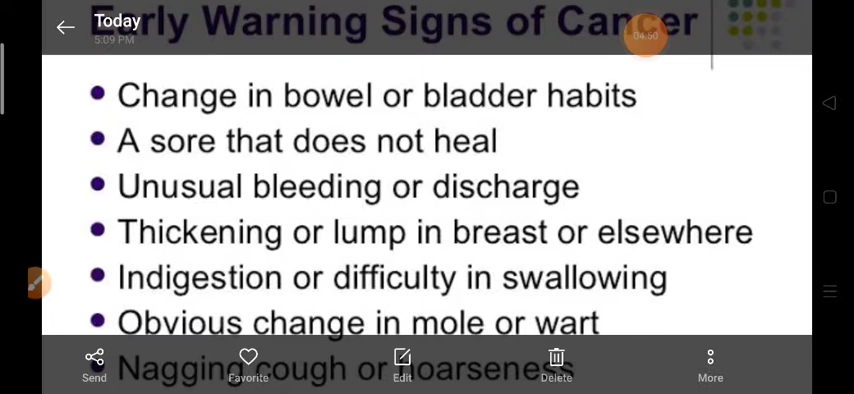 Early Warning Signs of Cancer
Today
5:09 PM
04:50
Change in bowel or bladder habits
A sore that does not heal
Unusual bleeding or discharge
Thickening or lump in breast or elsewhere
Indigestion or difficulty in swallowing
Obvious change in mole or wart
Nagging cough or hoarseness
Send
Favorite
Edit
Delete
More